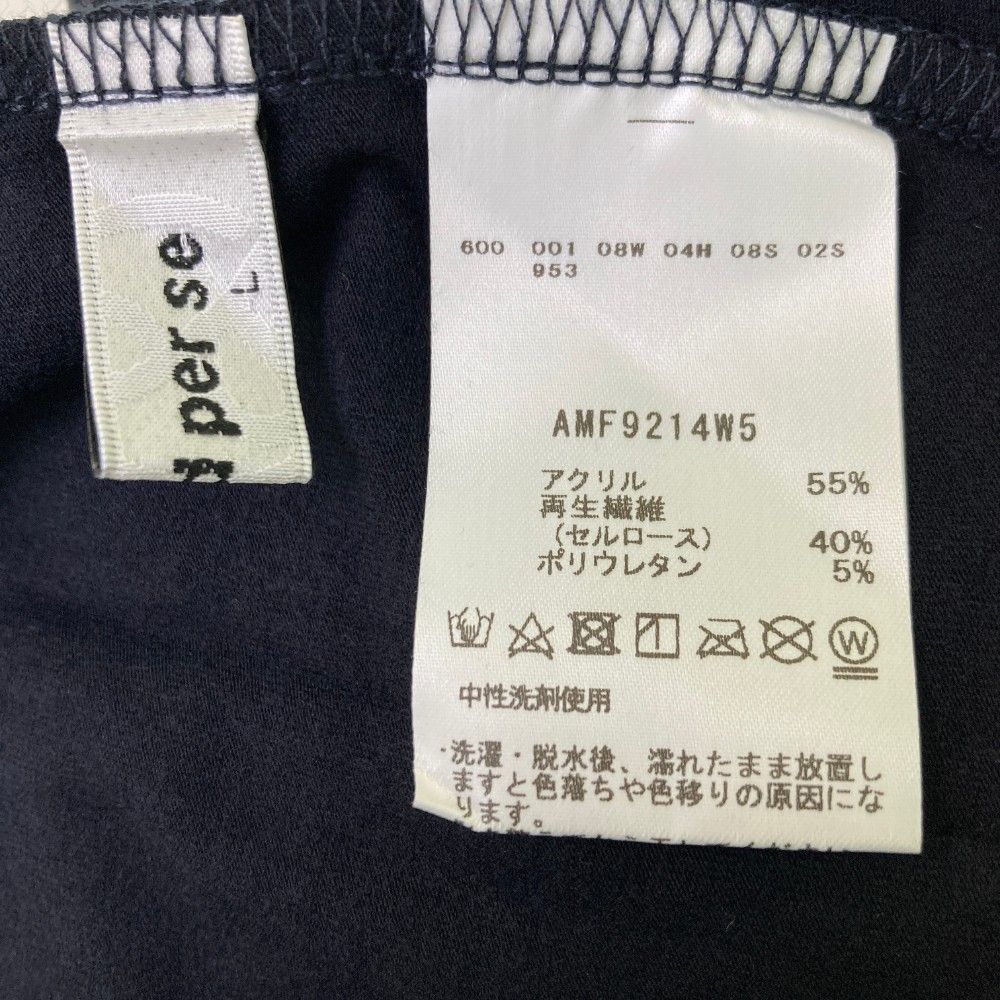 per se
L
600 001 08W 04H 08S 02S
953
AMF9214W5
アクリル 55%
再生繊維
(セルロース) 40%
ポリウレタン 5%
W
中性洗剤使用
・洗濯・脱水後、濡れたまま放置し
ますと色落ちや色移りの原因にな
ります。